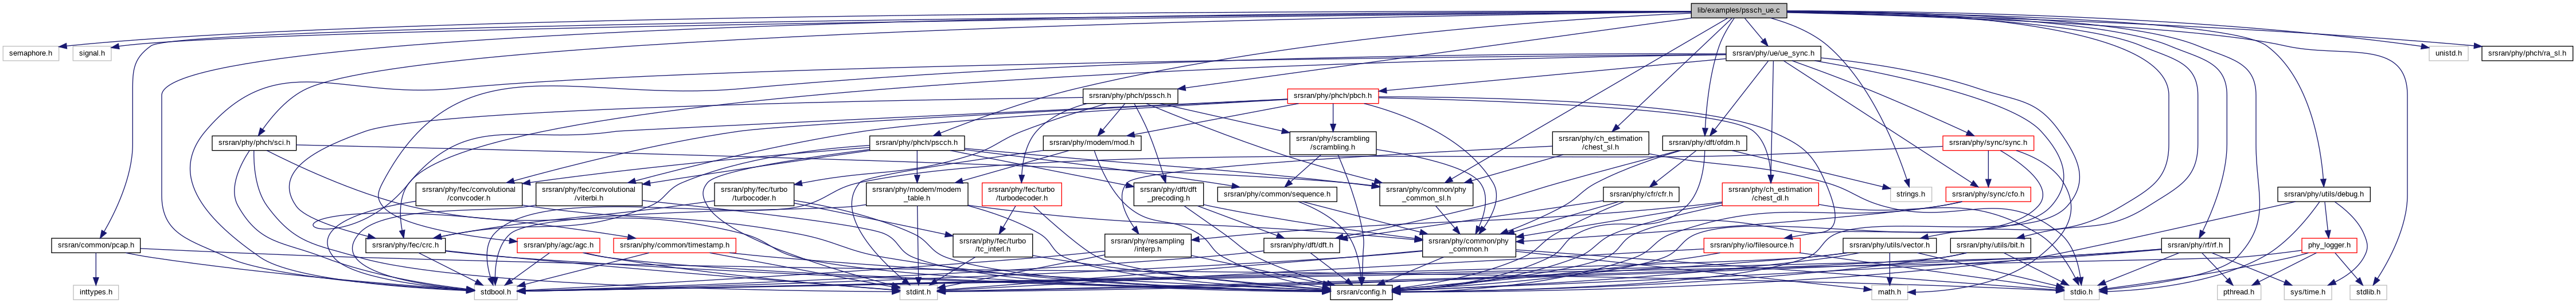 lib/examples/pssch_ue.c
semaphore.h
signal.h
srsran/phy/ue/ue_sync.h
unistd.h
srsran/phy/phch/ra_sl.h
srsran/phy/phch/pssch.h
srsran/phy/phch/pbch.h
srsran/phy/phch/sci.h
srsran/phy/phch/pscch.h
srsran/phy/modem/mod.h
srsran/phy/scrambling
/scrambling.h
srsran/phy/ch_estimation
/chest_sl.h
srsran/phy/dft/ofdm.h
srsran/phy/sync/sync.h
srsran/phy/fec/convolutional
/convcoder.h
srsran/phy/fec/convolutional
/viterbi.h
srsran/phy/fec/turbo
/turbocoder.h
srsran/phy/modem/modem
_table.h
srsran/phy/fec/turbo
/turbodecoder.h
srsran/phy/dft/dft
_precoding.h
srsran/phy/common/sequence.h
srsran/phy/common/phy
_common_sl.h
srsran/phy/cfr/cfr.h
srsran/phy/ch_estimation
/chest_dl.h
strings.h
srsran/phy/sync/cfo.h
srsran/phy/utils/debug.h
srsran/common/pcap.h
srsran/phy/fec/crc.h
srsran/phy/agc/agc.h
srsran/phy/common/timestamp.h
srsran/phy/fec/turbo
/tc_interl.h
srsran/phy/resampling
/interp.h
srsran/phy/dft/dft.h
srsran/phy/common/phy
_common.h
srsran/phy/io/filesource.h
srsran/phy/utils/vector.h
srsran/phy/utils/bit.h
srsran/phy/rf/rf.h
phy_logger.h
inttypes.h
stdbool.h
stdint.h
srsran/config.h
math.h
stdio.h
pthread.h
sys/time.h
stdlib.h